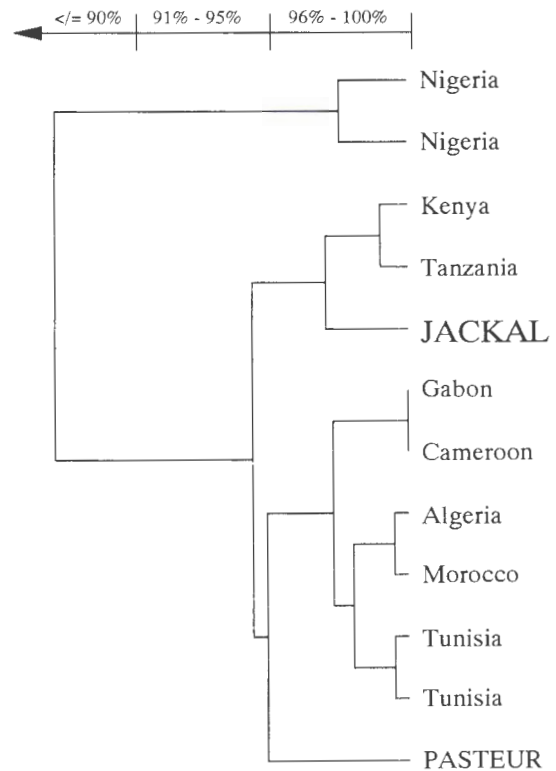 </= 90% 91% - 95% 96% - 100%
Nigeria
Nigeria
Kenya
Tanzania
JACKAL
Gabon
Cameroon
Algeria
Morocco
Tunisia
Tunisia
PASTEUR